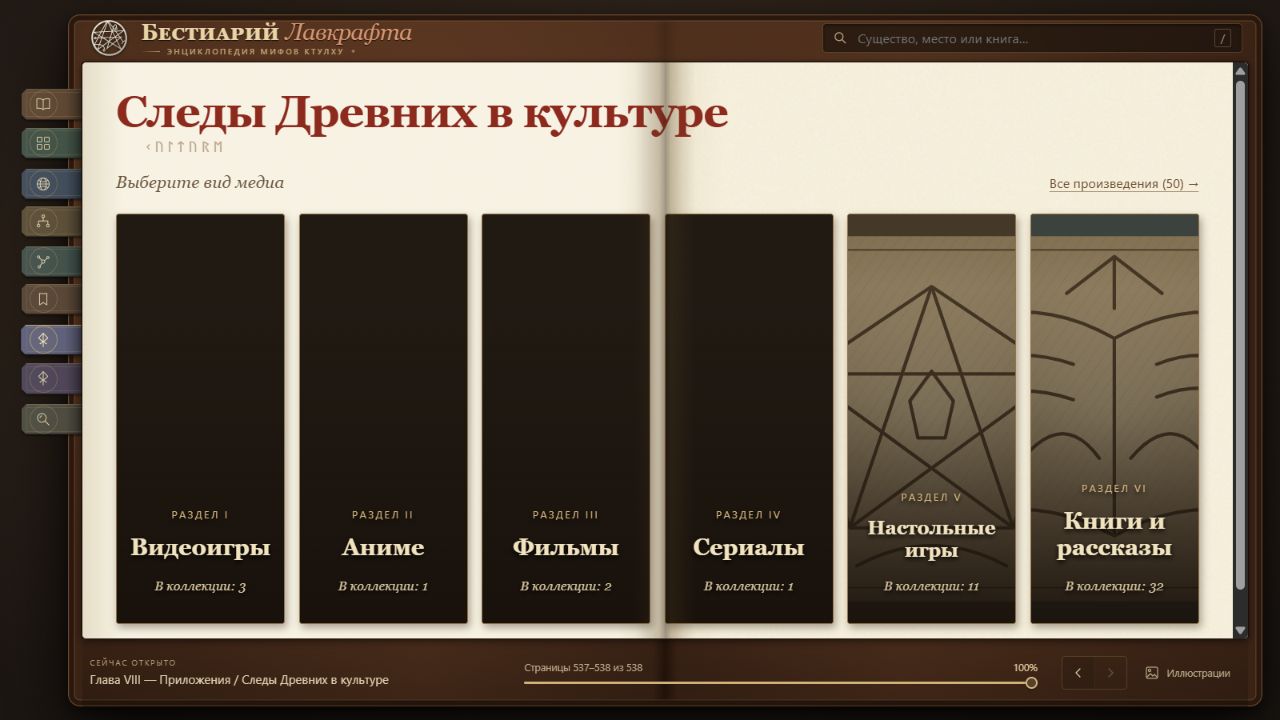 Бестиарий Лавкрафта
ЭНЦИКЛОПЕДИЯ МИФОВ КТУЛХУ
Существо, место или книга…
/
Следы Древних в культуре
ᚲᚢᛚᛏᚢᚱᛖ
Выберите вид медиа
Все произведения (50) →
РАЗДЕЛ I
Видеоигры
В коллекции: 3
РАЗДЕЛ II
Аниме
В коллекции: 1
РАЗДЕЛ III
Фильмы
В коллекции: 2
РАЗДЕЛ IV
Сериалы
В коллекции: 1
РАЗДЕЛ V
Настольные
игры
В коллекции: 11
РАЗДЕЛ VI
Книги и
рассказы
В коллекции: 32
СЕЙЧАС ОТКРЫТО
Глава VIII — Приложения / Следы Древних в культуре
Страницы 537–538 из 538
100%
Иллюстрации